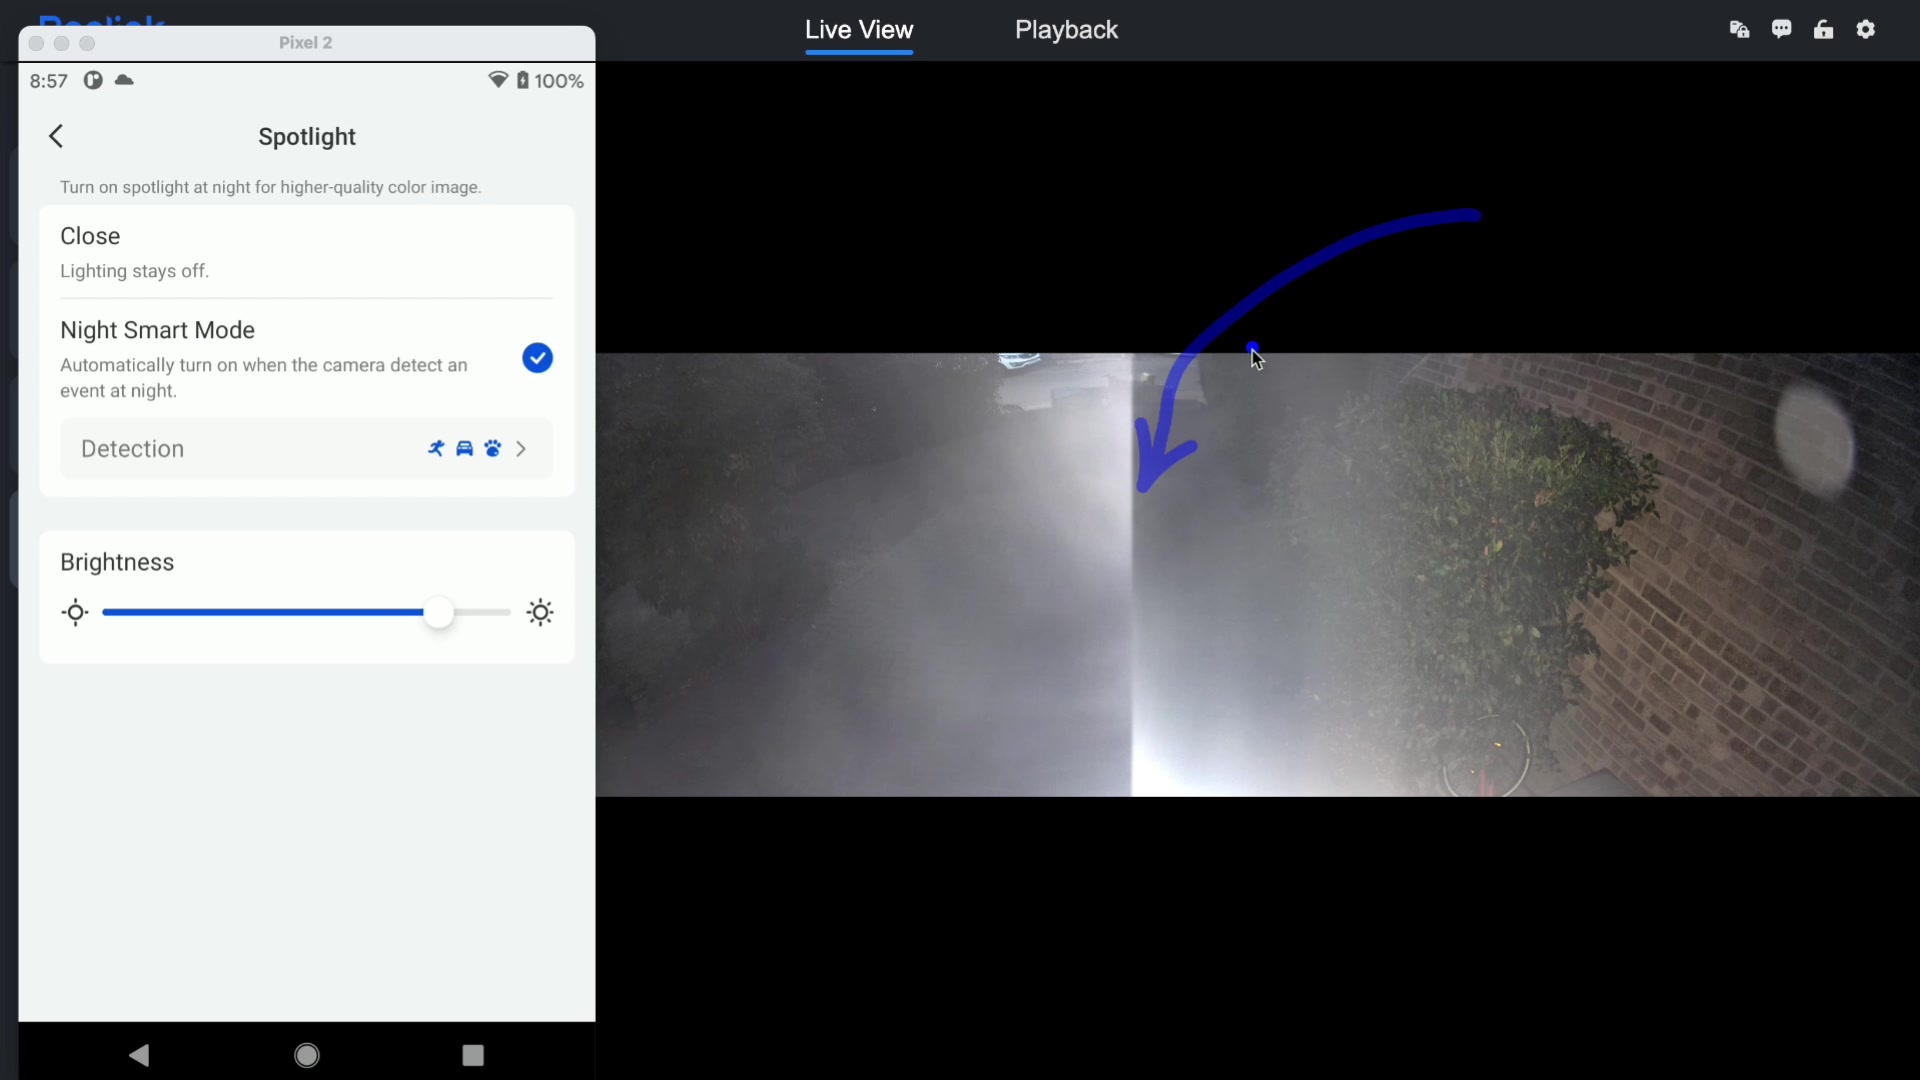 Live View
Playback
Pixel 2
8:57
100%
Spotlight
Turn on spotlight at night for higher-quality color image.
Close
Lighting stays off.
Night Smart Mode
Automatically turn on when the camera detect an
event at night.
Detection
Brightness